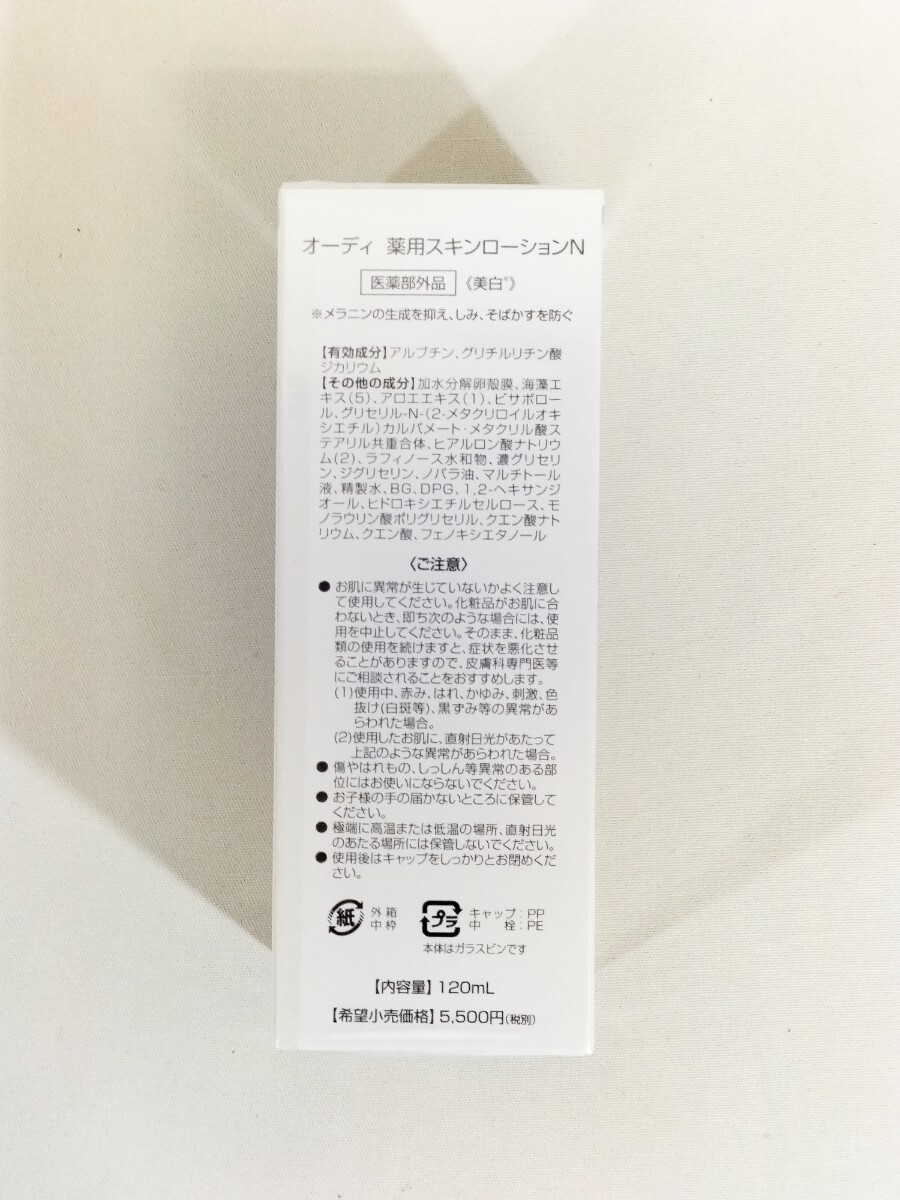 オーディ 薬用スキンローションN
医薬部外品 《美白※》
※メラニンの生成を抑え、しみ、そばかすを防ぐ
【有効成分】アルブチン、グリチルリチン酸
ジカリウム
【その他の成分】加水分解卵殻膜、海藻エ
キス(5)、アロエエキス(1)、ビサボロー
ル、グリセリル-N-(2-メタクリロイルオキ
シエチル)カルバメート・メタクリル酸ス
テアリル共重合体、ヒアルロン酸ナトリウ
ム(2)、ラフィノース水和物、濃グリセリ
ン、ジグリセリン、ノバラ油、マルチトール
液、精製水、BG、DPG、1,2-ヘキサンジ
オール、ヒドロキシエチルセルロース、モ
ノラウリン酸ポリグリセリル、クエン酸ナト
リウム、クエン酸、フェノキシエタノール
〈ご注意〉
● お肌に異常が生じていないかよく注意し
て使用してください。化粧品がお肌に合
わないとき、即ち次のような場合には、使
用を中止してください。そのまま、化粧品
類の使用を続けますと、症状を悪化させ
ることがありますので、皮膚科専門医等
にご相談されることをおすすめします。
(1)使用中、赤み、はれ、かゆみ、刺激、色
抜け(白斑等)、黒ずみ等の異常があ
らわれた場合。
(2)使用したお肌に、直射日光があたって
上記のような異常があらわれた場合。
● 傷やはれもの、しっしん等異常のある部
位にはお使いにならないでください。
● お子様の手の届かないところに保管して
ください。
● 極端に高温または低温の場所、直射日光
のあたる場所には保管しないでください。
● 使用後はキャップをしっかりとお閉めくだ
さい。
紙 外箱 プラ キャップ：PP
中枠 中 栓：PE
本体はガラスビンです
【内容量】120mL
【希望小売価格】5,500円(税別)